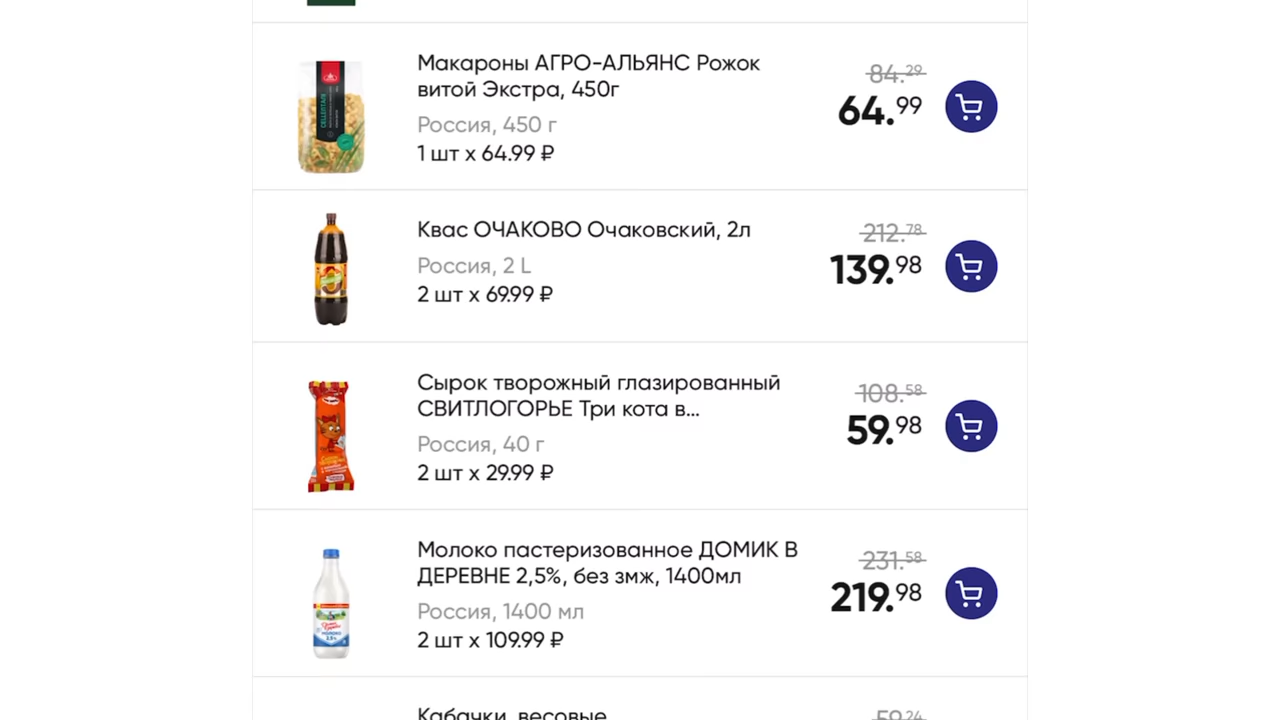 Макароны АГРО-АЛЬЯНС Рожок
витой Экстра, 450г
Россия, 450 г
1 шт x 64.99 ₽
84.29
64.99
Квас ОЧАКОВО Очаковский, 2л
Россия, 2 L
2 шт x 69.99 ₽
212.78
139.98
Сырок творожный глазированный
СВИТЛОГОРЬЕ Три кота в...
Россия, 40 г
2 шт x 29.99 ₽
108.58
59.98
Молоко пастеризованное ДОМИК В
ДЕРЕВНЕ 2,5%, без змж, 1400мл
Россия, 1400 мл
2 шт x 109.99 ₽
231.58
219.98
Кабачки, весовые
59.24